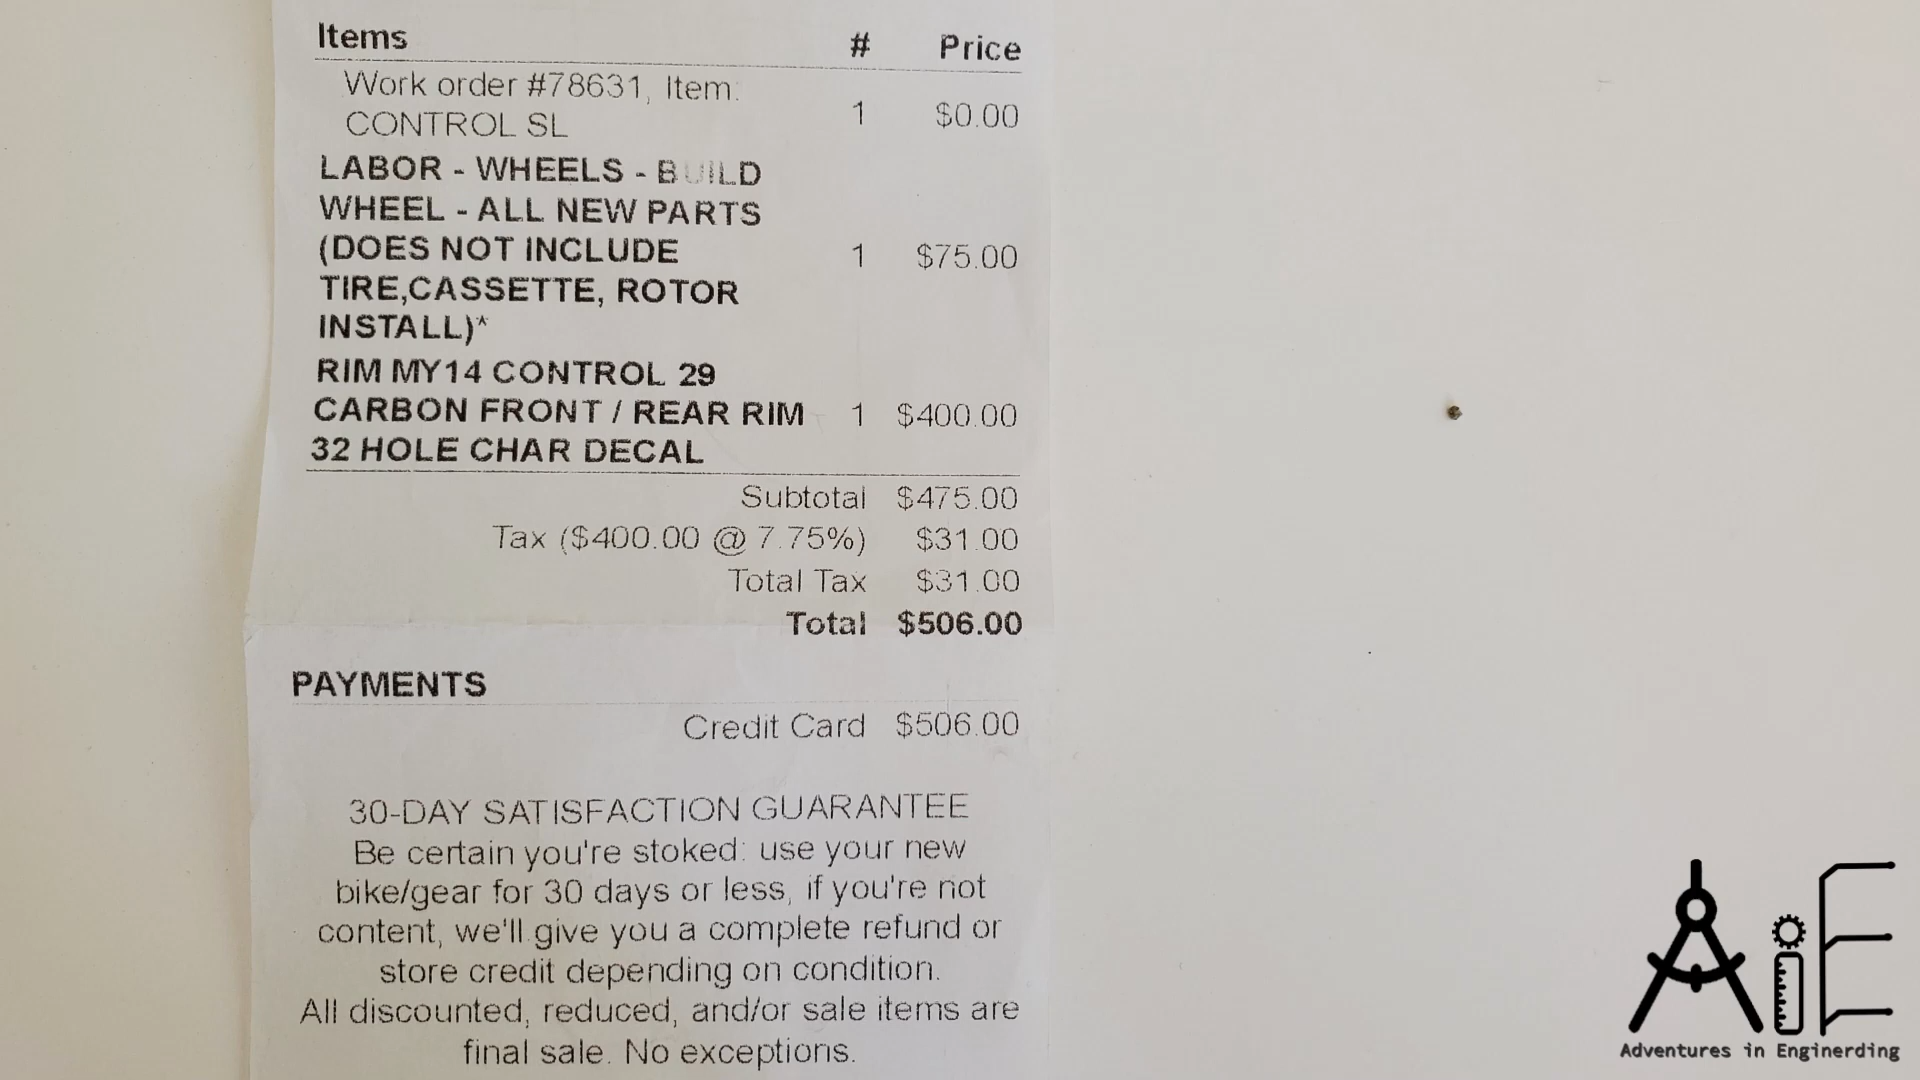 Items # Price
Work order #78631, Item:
CONTROL SL 1 $0.00
LABOR - WHEELS - BUILD
WHEEL - ALL NEW PARTS
(DOES NOT INCLUDE 1 $75.00
TIRE,CASSETTE, ROTOR
INSTALL)*
RIM MY14 CONTROL 29
CARBON FRONT / REAR RIM 1 $400.00
32 HOLE CHAR DECAL
Subtotal $475.00
Tax ($400.00 @ 7.75%) $31.00
Total Tax $31.00
Total $506.00
PAYMENTS
Credit Card $506.00
30-DAY SATISFACTION GUARANTEE
Be certain you're stoked: use your new
bike/gear for 30 days or less, if you're not
content, we'll give you a complete refund or
store credit depending on condition.
All discounted, reduced, and/or sale items are
final sale. No exceptions.
AiE
Adventures in Enginerding